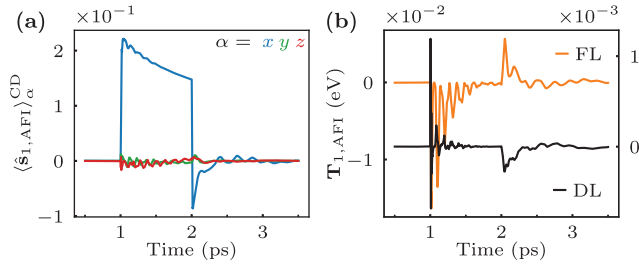 (a) ×10⁻¹
α = x y z
⟨ŝ₁,AFI⟩ᾳCD
2
1
0
−1
1 2 3
Time (ps)
(b) ×10⁻² ×10⁻³
FL
DL
T₁,AFI (eV)
0
−1
1
0
1 2 3
Time (ps)